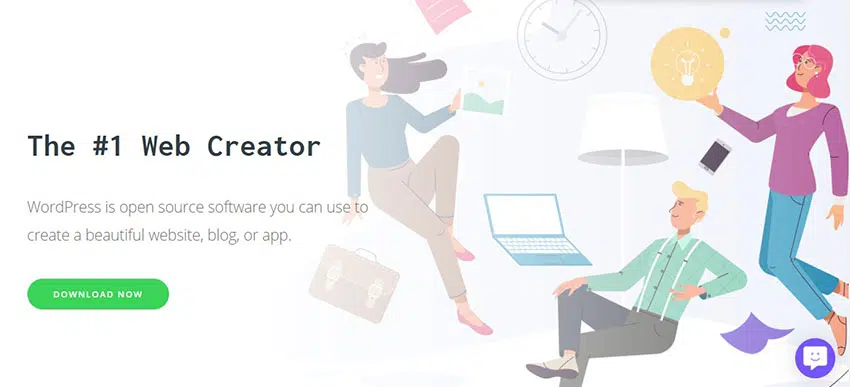 The #1 Web Creator
WordPress is open source software you can use to
create a beautiful website, blog, or app.
DOWNLOAD NOW